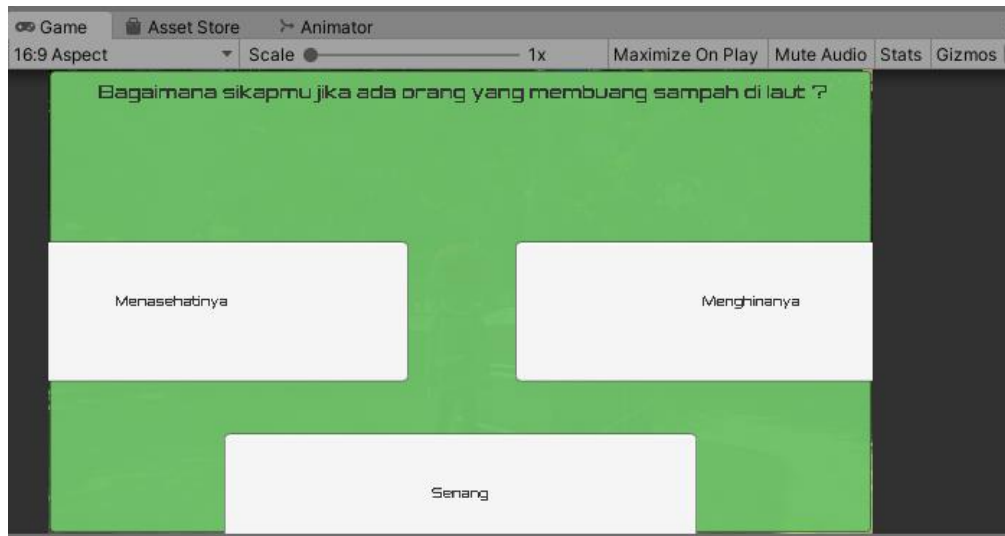 Game Asset Store Animator
16:9 Aspect Scale 1x Maximize On Play Mute Audio Stats Gizmos
Bagaimana sikapmu jika ada orang yang membuang sampah di laut ?
Menasehatinya
Menghinanya
Senang